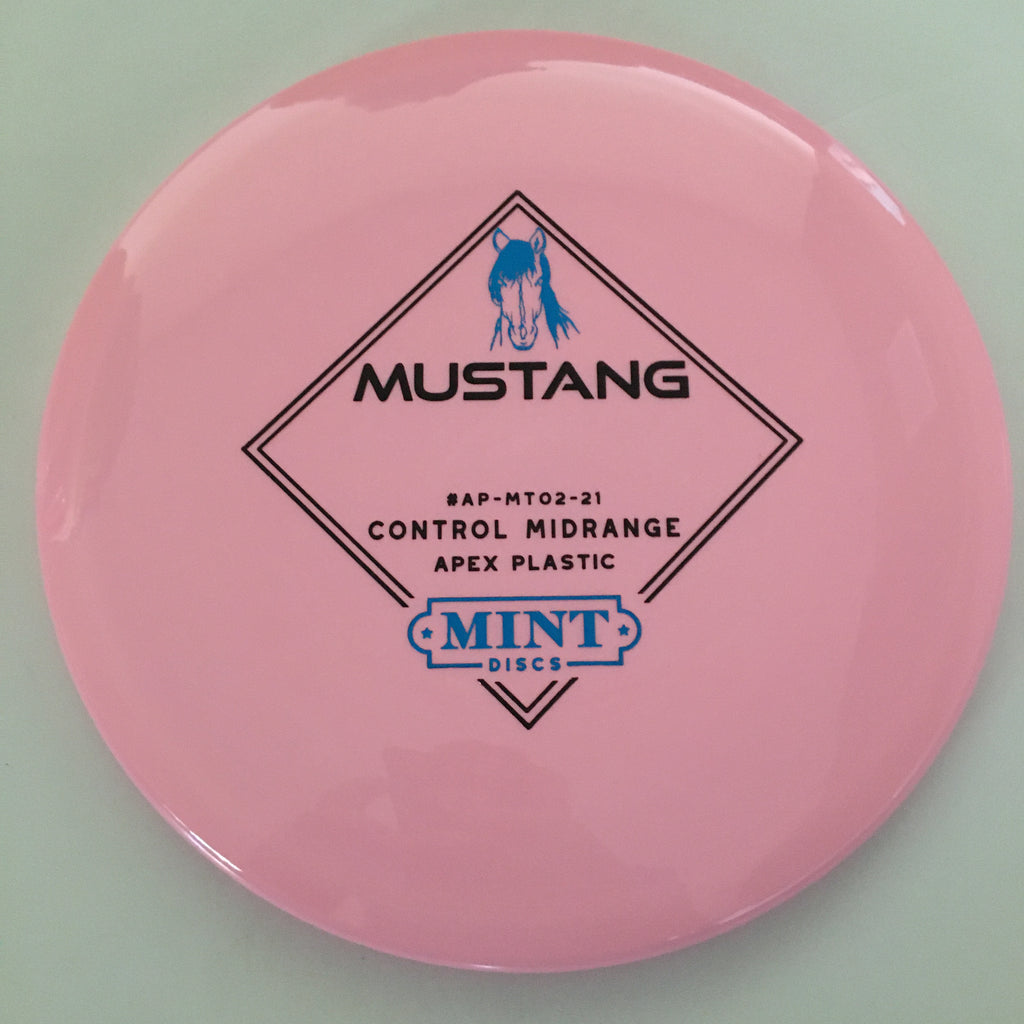 MUSTANG
#AP-MT02-21
CONTROL MIDRANGE
APEX PLASTIC
MINT
DISCS